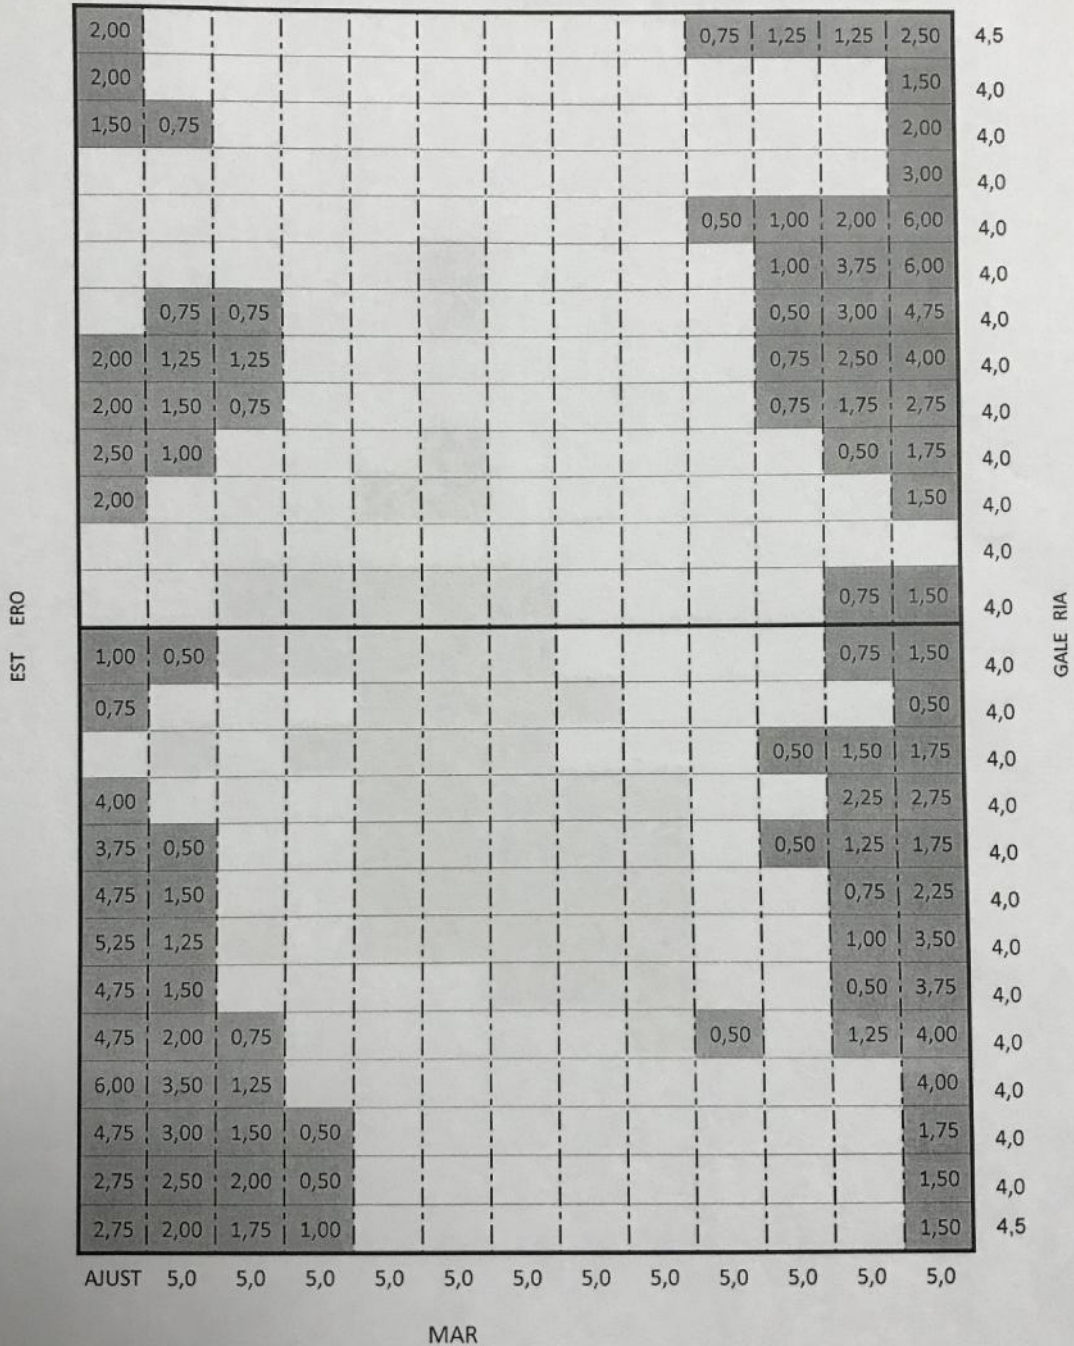 2,00 0,75 1,25 1,25 2,50 4,5
2,00 1,50 4,0
1,50 0,75 2,00 4,0
3,00 4,0
0,50 1,00 2,00 6,00 4,0
1,00 3,75 6,00 4,0
0,75 0,75 0,50 3,00 4,75 4,0
2,00 1,25 1,25 0,75 2,50 4,00 4,0
2,00 1,50 0,75 0,75 1,75 2,75 4,0
2,50 1,00 0,50 1,75 4,0
2,00 1,50 4,0
4,0
0,75 1,50 4,0
EST ERO
GALE RIA
1,00 0,50 0,75 1,50 4,0
0,75 0,50 4,0
0,50 1,50 1,75 4,0
4,00 2,25 2,75 4,0
3,75 0,50 0,50 1,25 1,75 4,0
4,75 1,50 0,75 2,25 4,0
5,25 1,25 1,00 3,50 4,0
4,75 1,50 0,50 3,75 4,0
4,75 2,00 0,75 0,50 1,25 4,00 4,0
6,00 3,50 1,25 4,00 4,0
4,75 3,00 1,50 0,50 1,75 4,0
2,75 2,50 2,00 0,50 1,50 4,0
2,75 2,00 1,75 1,00 1,50 4,5
AJUST 5,0 5,0 5,0 5,0 5,0 5,0 5,0 5,0 5,0 5,0 5,0 5,0
MAR